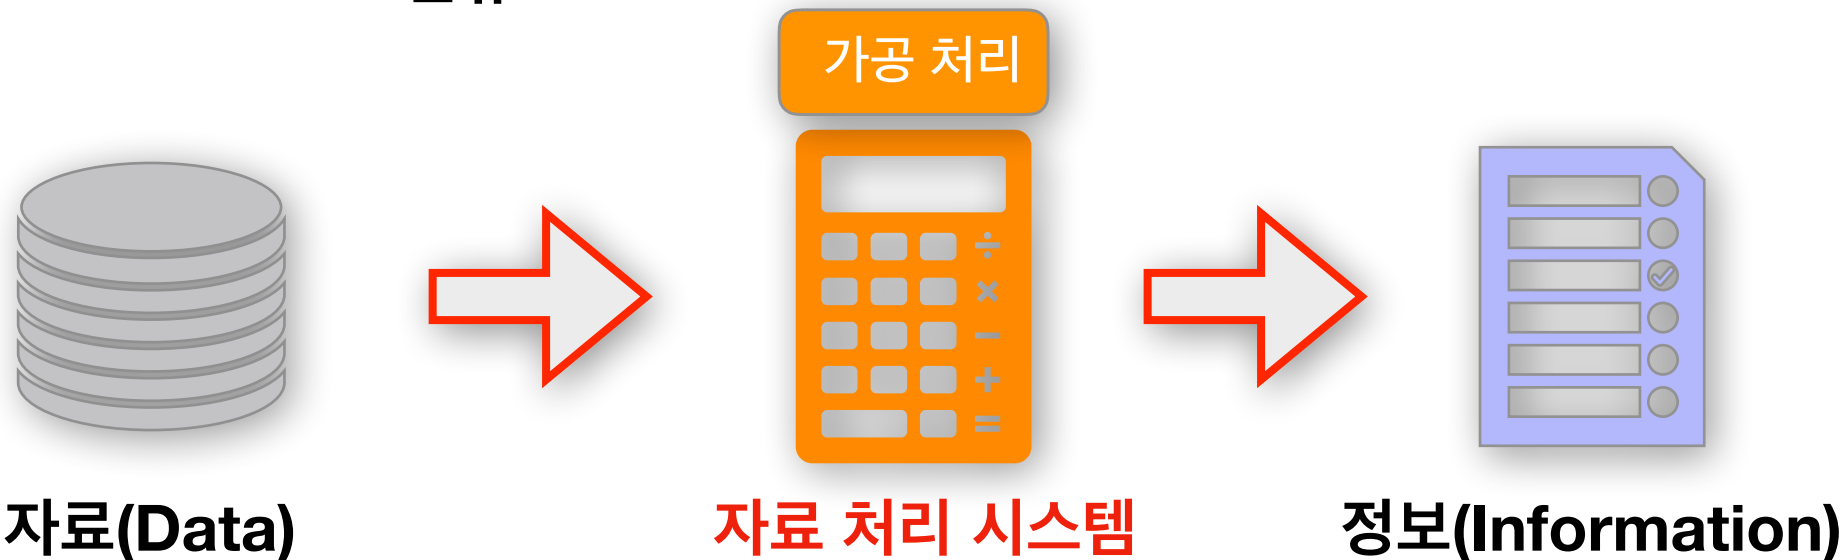 가공 처리
자료(Data)
자료 처리 시스템
정보(Information)